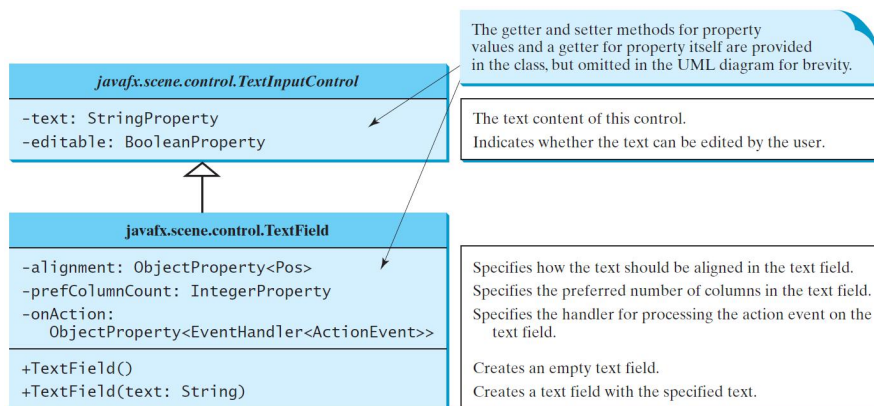 The getter and setter methods for property
values and a getter for property itself are provided
in the class, but omitted in the UML diagram for brevity.
javafx.scene.control.TextInputControl
-text: StringProperty
-editable: BooleanProperty
The text content of this control.
Indicates whether the text can be edited by the user.
javafx.scene.control.TextField
-alignment: ObjectProperty<Pos>
-prefColumnCount: IntegerProperty
-onAction:
ObjectProperty<EventHandler<ActionEvent>>
+TextField()
+TextField(text: String)
Specifies how the text should be aligned in the text field.
Specifies the preferred number of columns in the text field.
Specifies the handler for processing the action event on the
text field.
Creates an empty text field.
Creates a text field with the specified text.